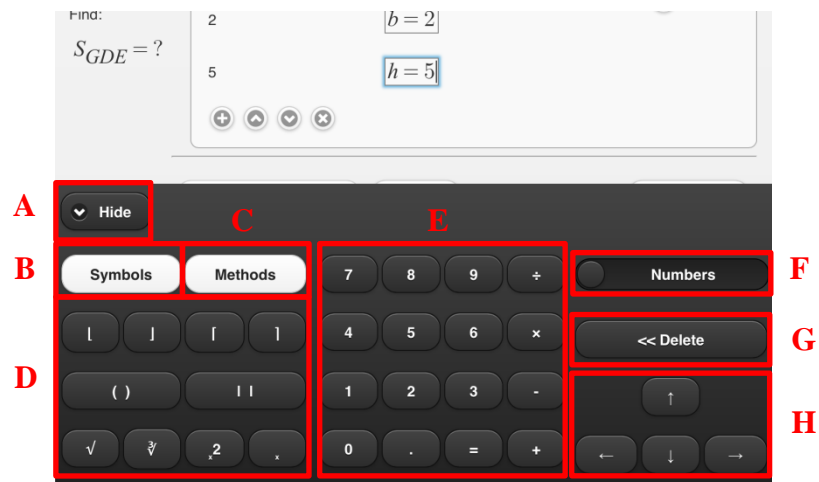 Find:
S_GDE = ?
2 b = 2
5 h = 5
A Hide C E
B Symbols Methods 7 8 9 ÷ Numbers F
⌊ ⌋ ⌈ ⌉ 4 5 6 × << Delete G
D ( ) | | 1 2 3 - ↑ H
√ ∛ x2 x 0 . = + ← ↓ →